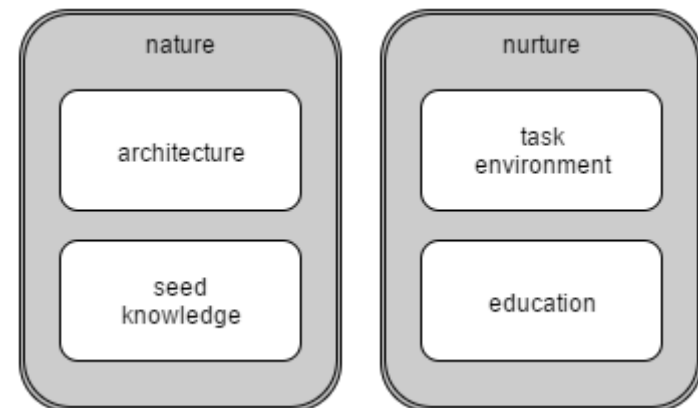 nature
architecture
seed
knowledge
nurture
task
environment
education